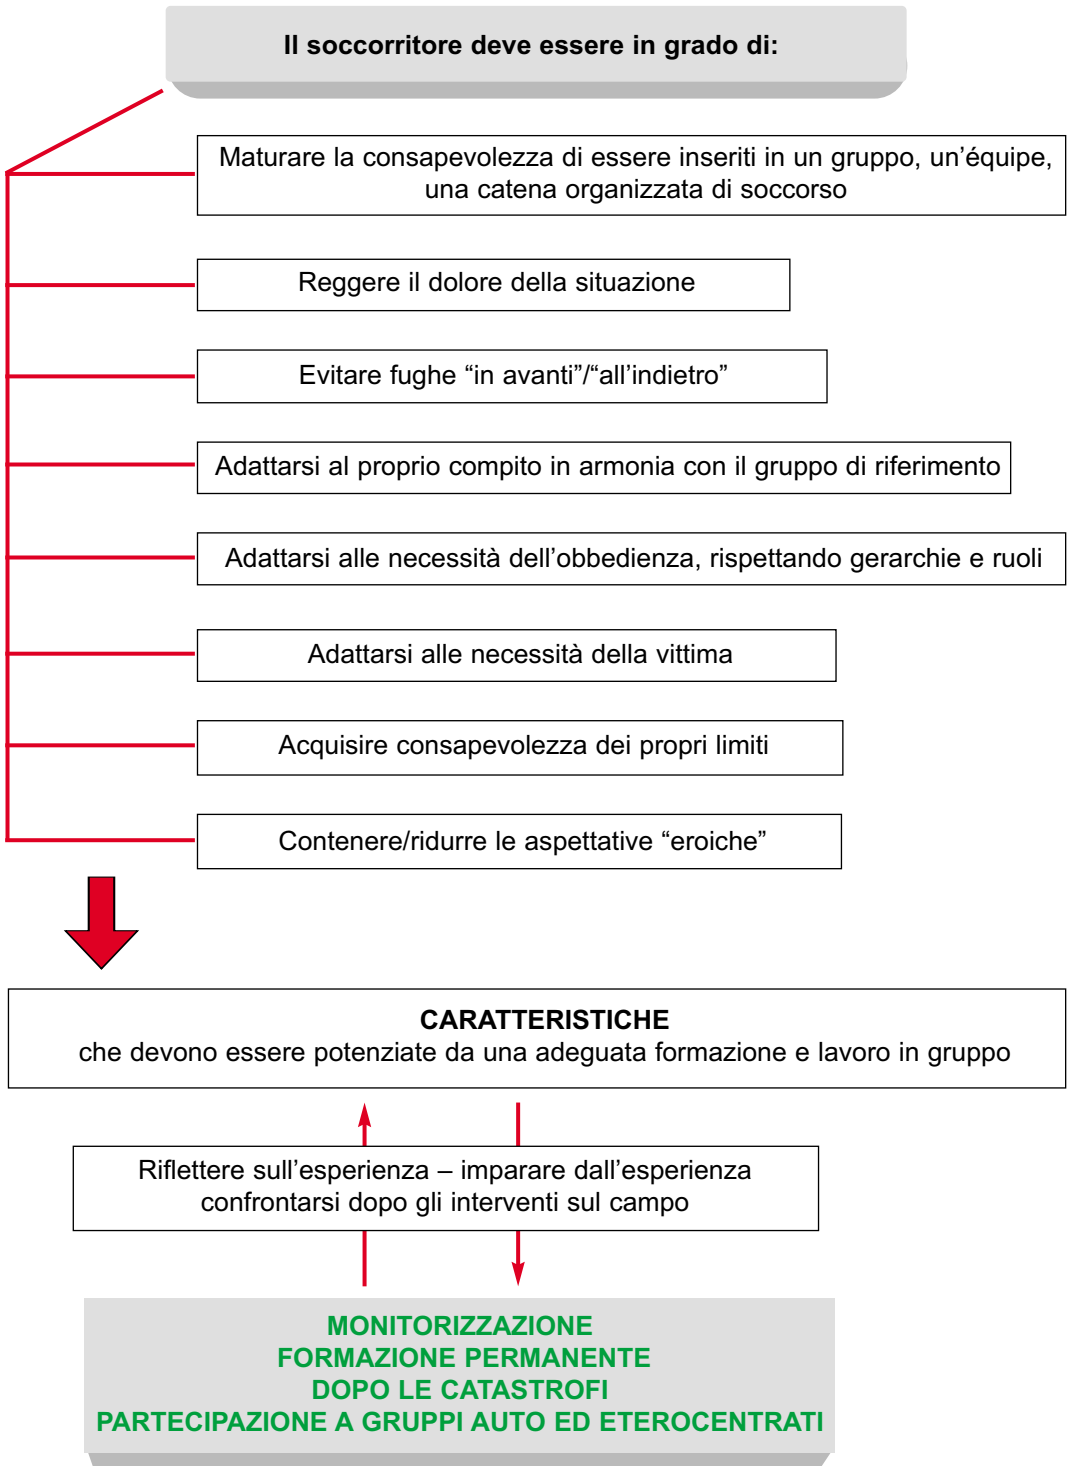 Il soccorritore deve essere in grado di:
Maturare la consapevolezza di essere inseriti in un gruppo, un’équipe,
una catena organizzata di soccorso
Reggere il dolore della situazione
Evitare fughe “in avanti”/“all’indietro”
Adattarsi al proprio compito in armonia con il gruppo di riferimento
Adattarsi alle necessità dell’obbedienza, rispettando gerarchie e ruoli
Adattarsi alle necessità della vittima
Acquisire consapevolezza dei propri limiti
Contenere/ridurre le aspettative “eroiche”
CARATTERISTICHE
che devono essere potenziate da una adeguata formazione e lavoro in gruppo
Riflettere sull’esperienza – imparare dall’esperienza
confrontarsi dopo gli interventi sul campo
MONITORIZZAZIONE
FORMAZIONE PERMANENTE
DOPO LE CATASTROFI
PARTECIPAZIONE A GRUPPI AUTO ED ETEROCENTRATI